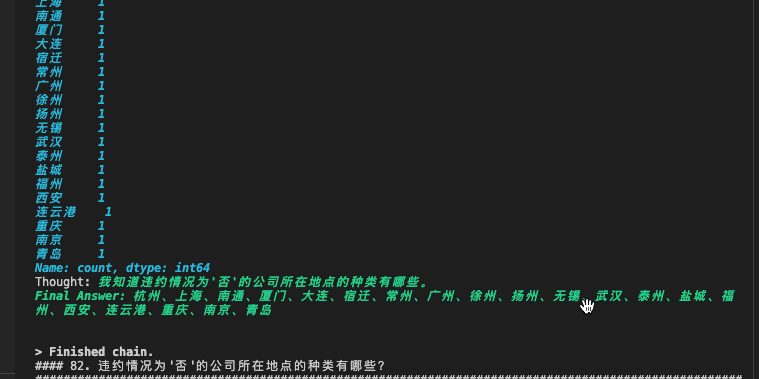 上海 1
南通 1
厦门 1
大连 1
宿迁 1
常州 1
广州 1
徐州 1
扬州 1
无锡 1
武汉 1
泰州 1
盐城 1
福州 1
西安 1
连云港 1
重庆 1
南京 1
青岛 1
Name: count, dtype: int64
Thought: 我知道违约情况为'否'的公司所在地点的种类有哪些。
Final Answer: 杭州、上海、南通、厦门、大连、宿迁、常州、广州、徐州、扬州、无锡、武汉、泰州、盐城、福
州、西安、连云港、重庆、南京、青岛
> Finished chain.
#### 82. 违约情况为'否'的公司所在地点的种类有哪些?